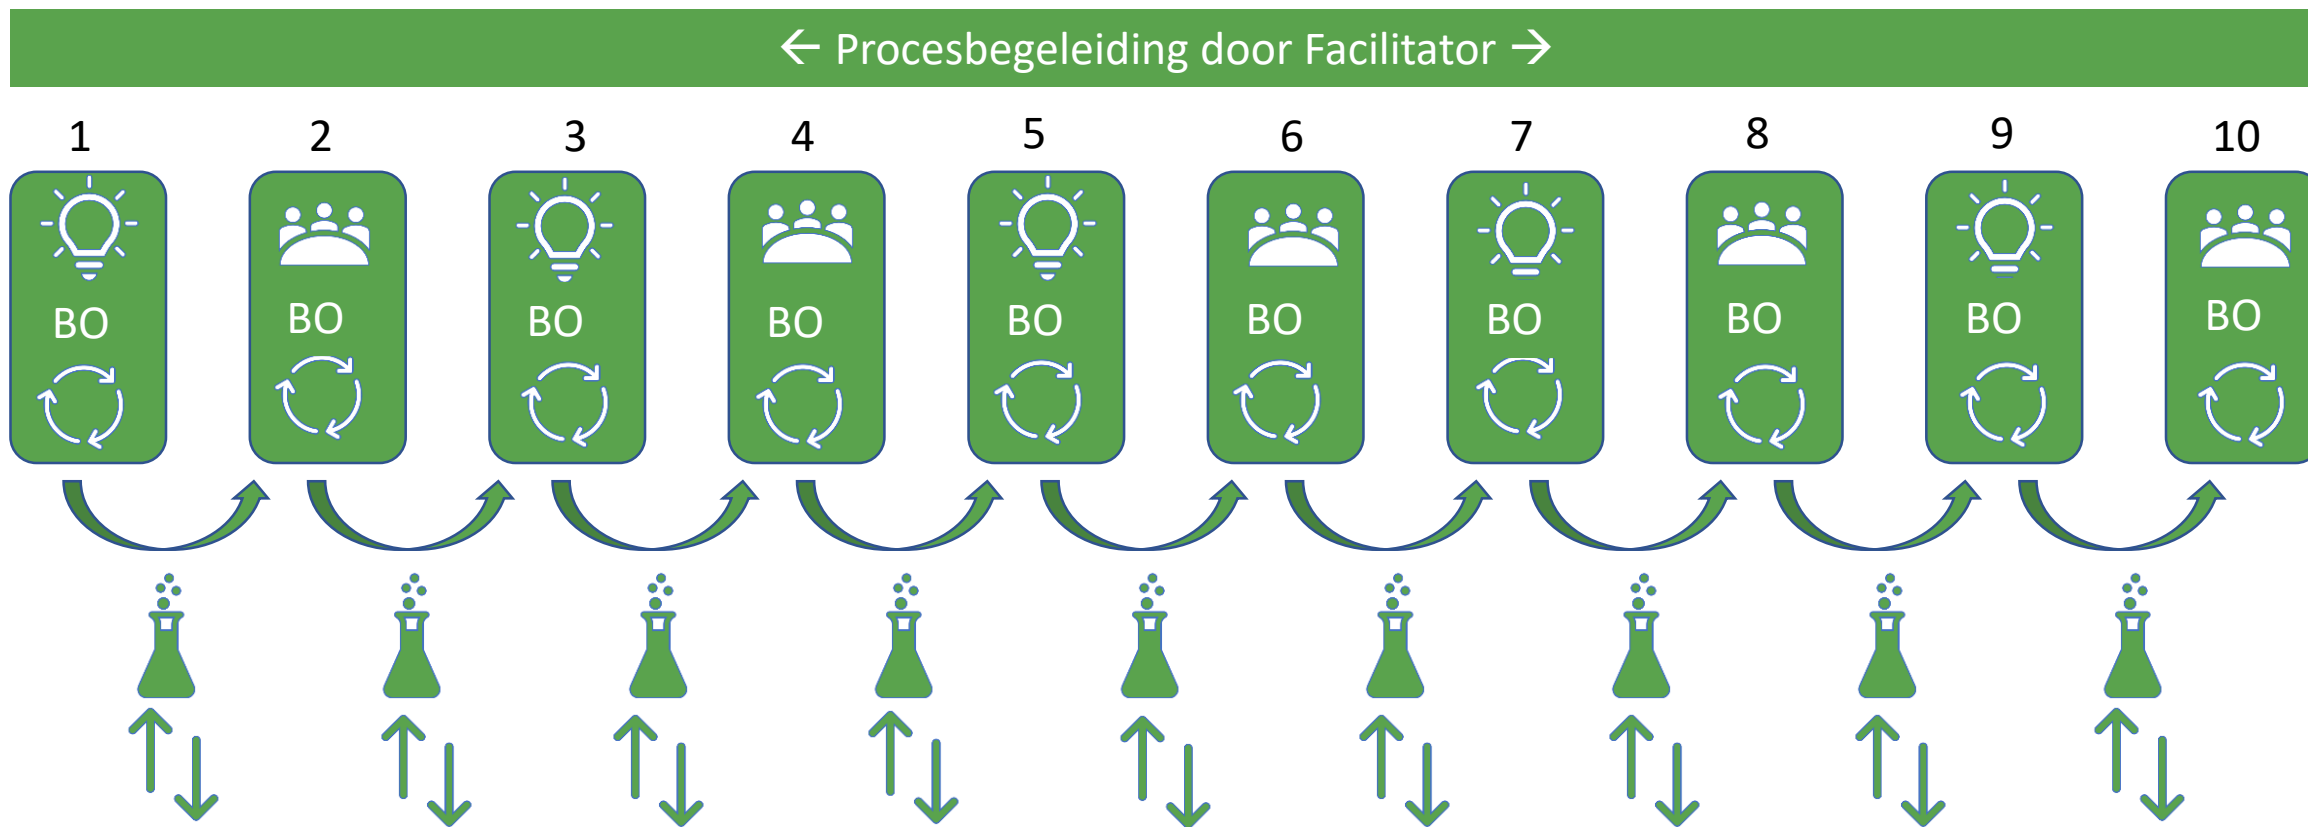 ← Procesbegeleiding door Facilitator →
1 2 3 4 5 6 7 8 9 10
BO BO BO BO BO BO BO BO BO BO